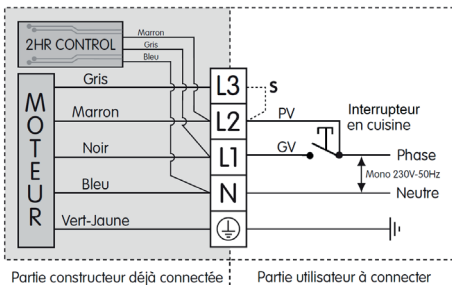 2HR CONTROL
Marron
Gris
Bleu
MOTEUR
Gris
Marron
Noir
Bleu
Vert-Jaune
L3
L2
L1
N
S
PV
GV
Interrupteur
en cuisine
Phase
Mono 230V-50Hz
Neutre
Partie constructeur déjà connectée
Partie utilisateur à connecter